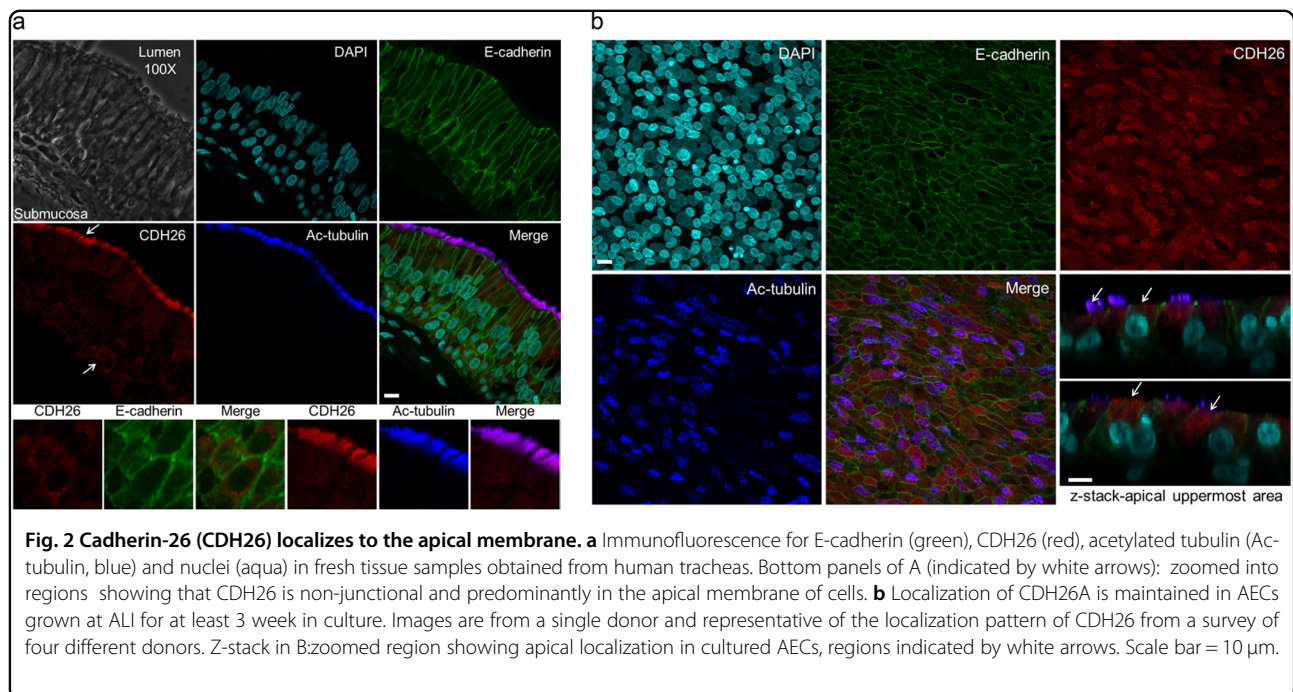 a
Lumen
100X
DAPI
E-cadherin
Submucosa
CDH26
Ac-tubulin
Merge
CDH26
E-cadherin
Merge
CDH26
Ac-tubulin
Merge
b
DAPI
E-cadherin
CDH26
Ac-tubulin
Merge
z-stack-apical uppermost area
Fig. 2 Cadherin-26 (CDH26) localizes to the apical membrane. a Immunofluorescence for E-cadherin (green), CDH26 (red), acetylated tubulin (Ac-
tubulin, blue) and nuclei (aqua) in fresh tissue samples obtained from human tracheas. Bottom panels of A (indicated by white arrows): zoomed into
regions showing that CDH26 is non-junctional and predominantly in the apical membrane of cells. b Localization of CDH26A is maintained in AECs
grown at ALI for at least 3 week in culture. Images are from a single donor and representative of the localization pattern of CDH26 from a survey of
four different donors. Z-stack in B:zoomed region showing apical localization in cultured AECs, regions indicated by white arrows. Scale bar = 10 μm.